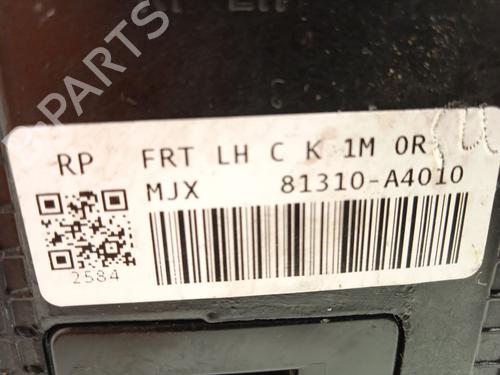 RP FRT LH C K 1M 0R
MJX 81310-A4010
2584
PARTS